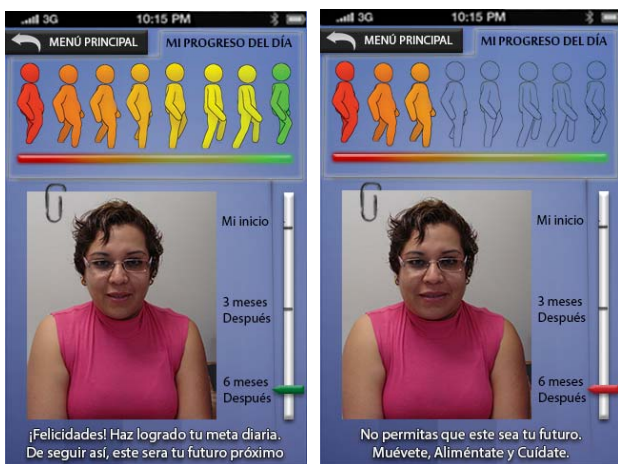 3G 10:15 PM
MENÚ PRINCIPAL
MI PROGRESO DEL DÍA
Mi inicio
3 meses
Después
6 meses
Después
¡Felicidades! Haz logrado tu meta diaria.
De seguir así, este sera tu futuro próximo
3G 10:15 PM
MENÚ PRINCIPAL
MI PROGRESO DEL DÍA
Mi inicio
3 meses
Después
6 meses
Después
No permitas que este sea tu futuro.
Muévete, Aliméntate y Cuídate.